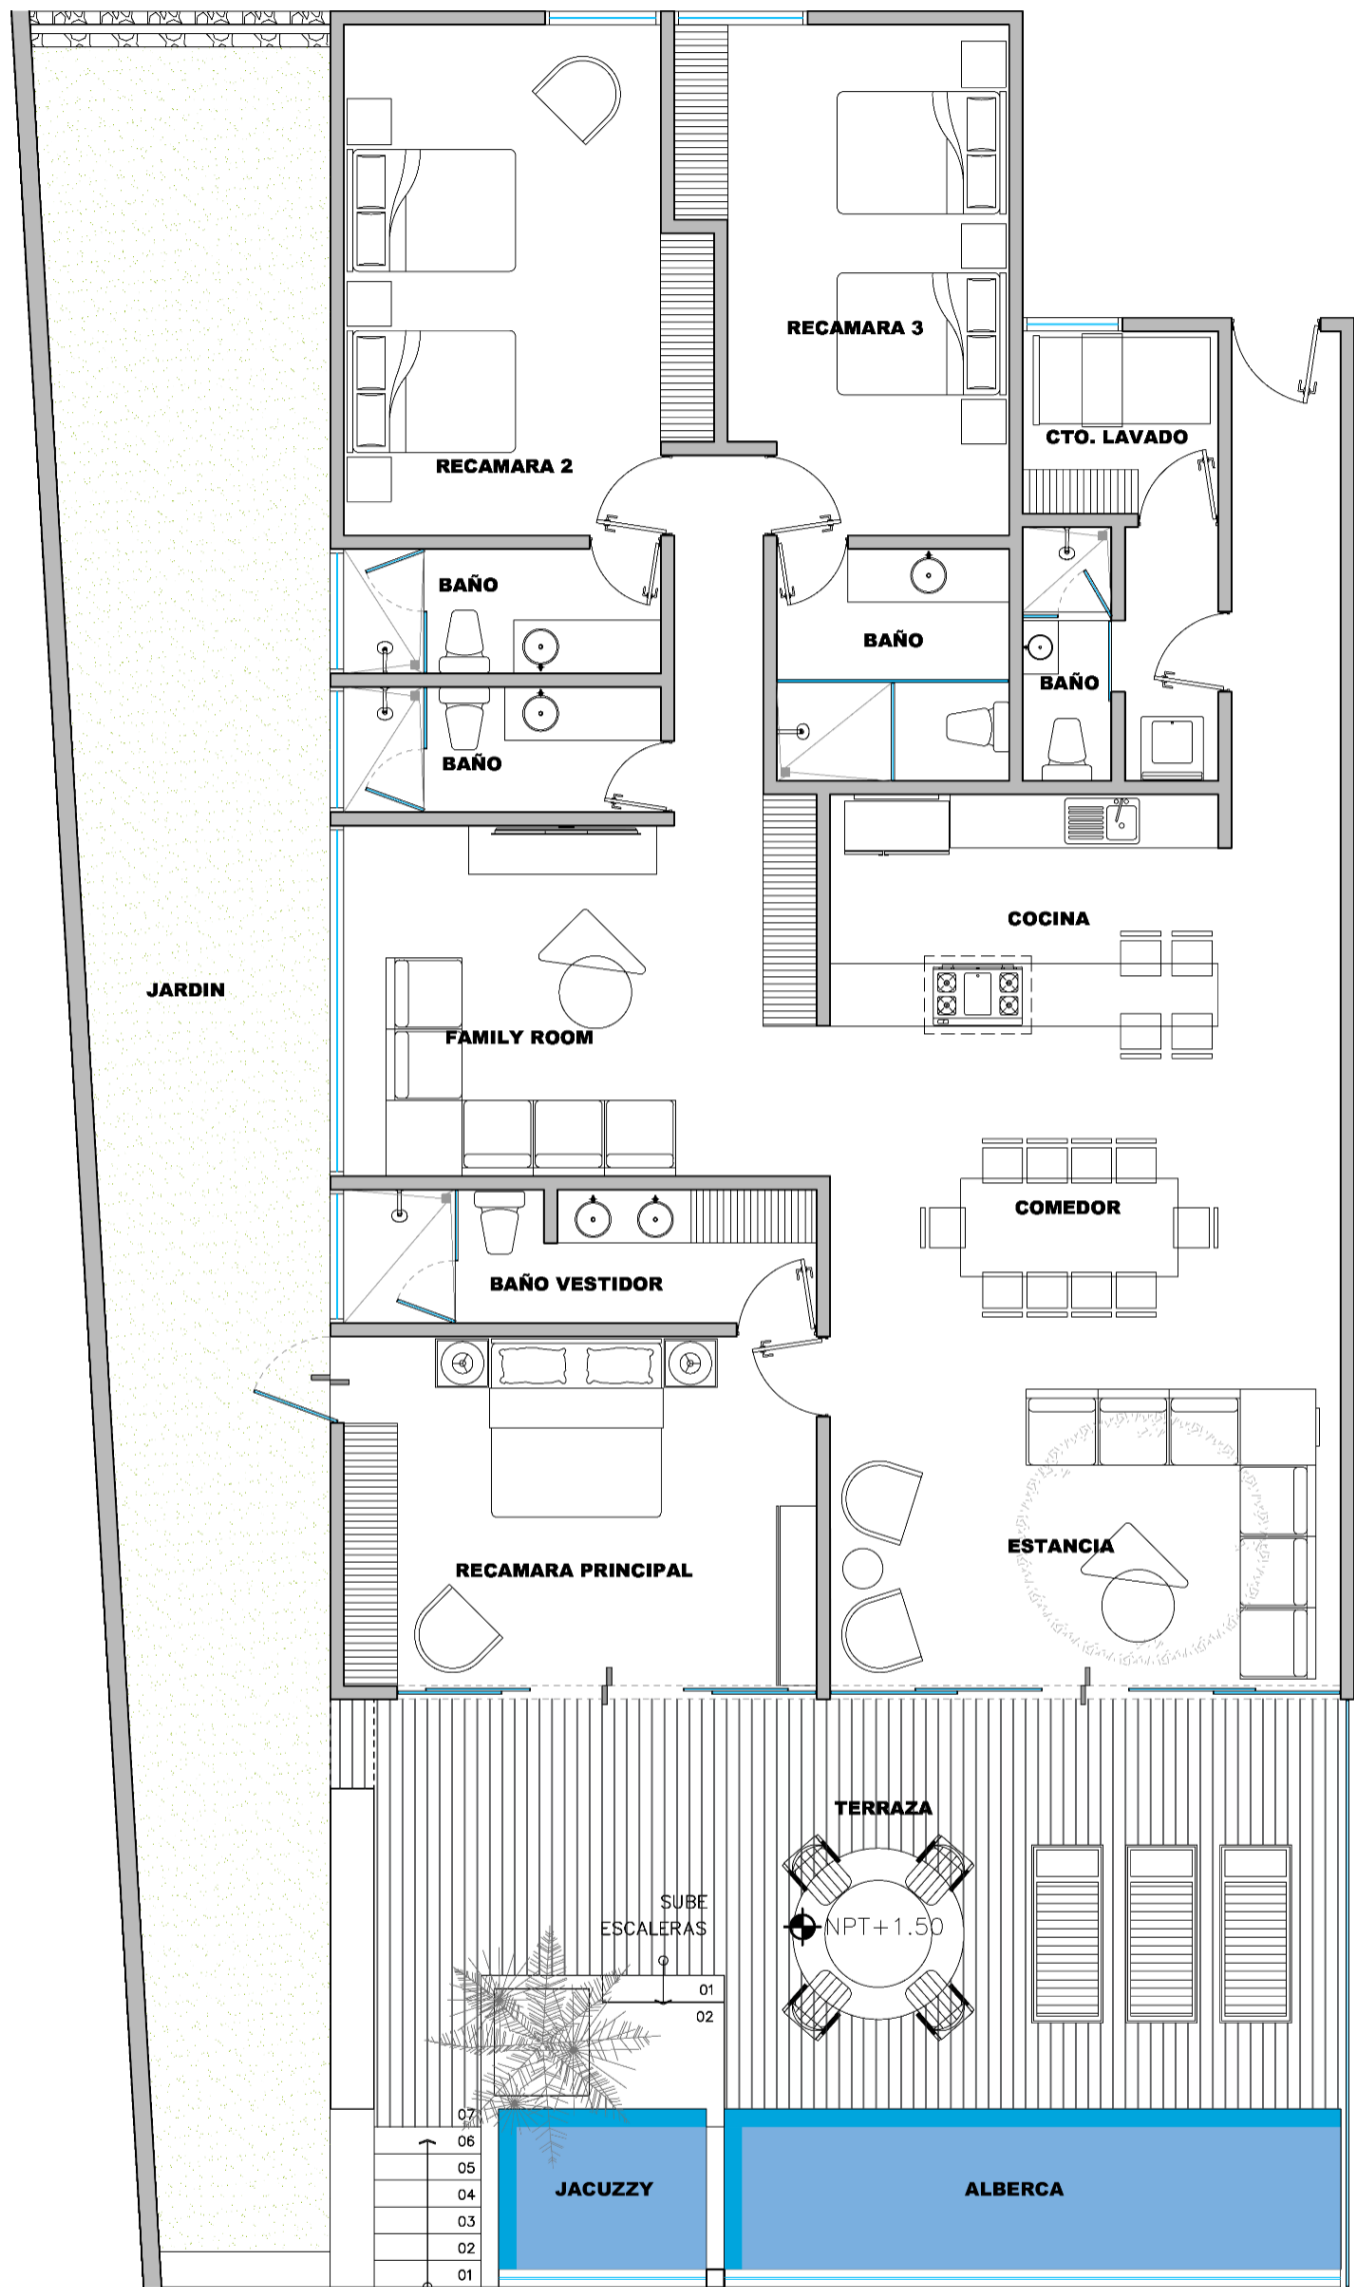 RECAMARA 3
CTO. LAVADO
RECAMARA 2
BAÑO
BAÑO
BAÑO
BAÑO
COCINA
JARDIN
FAMILY ROOM
COMEDOR
BAÑO VESTIDOR
ESTANCIA
RECAMARA PRINCIPAL
TERRAZA
SUBE
ESCALERAS
NPT+1.50
01
02
07
06
05
04
03
02
01
JACUZZY
ALBERCA